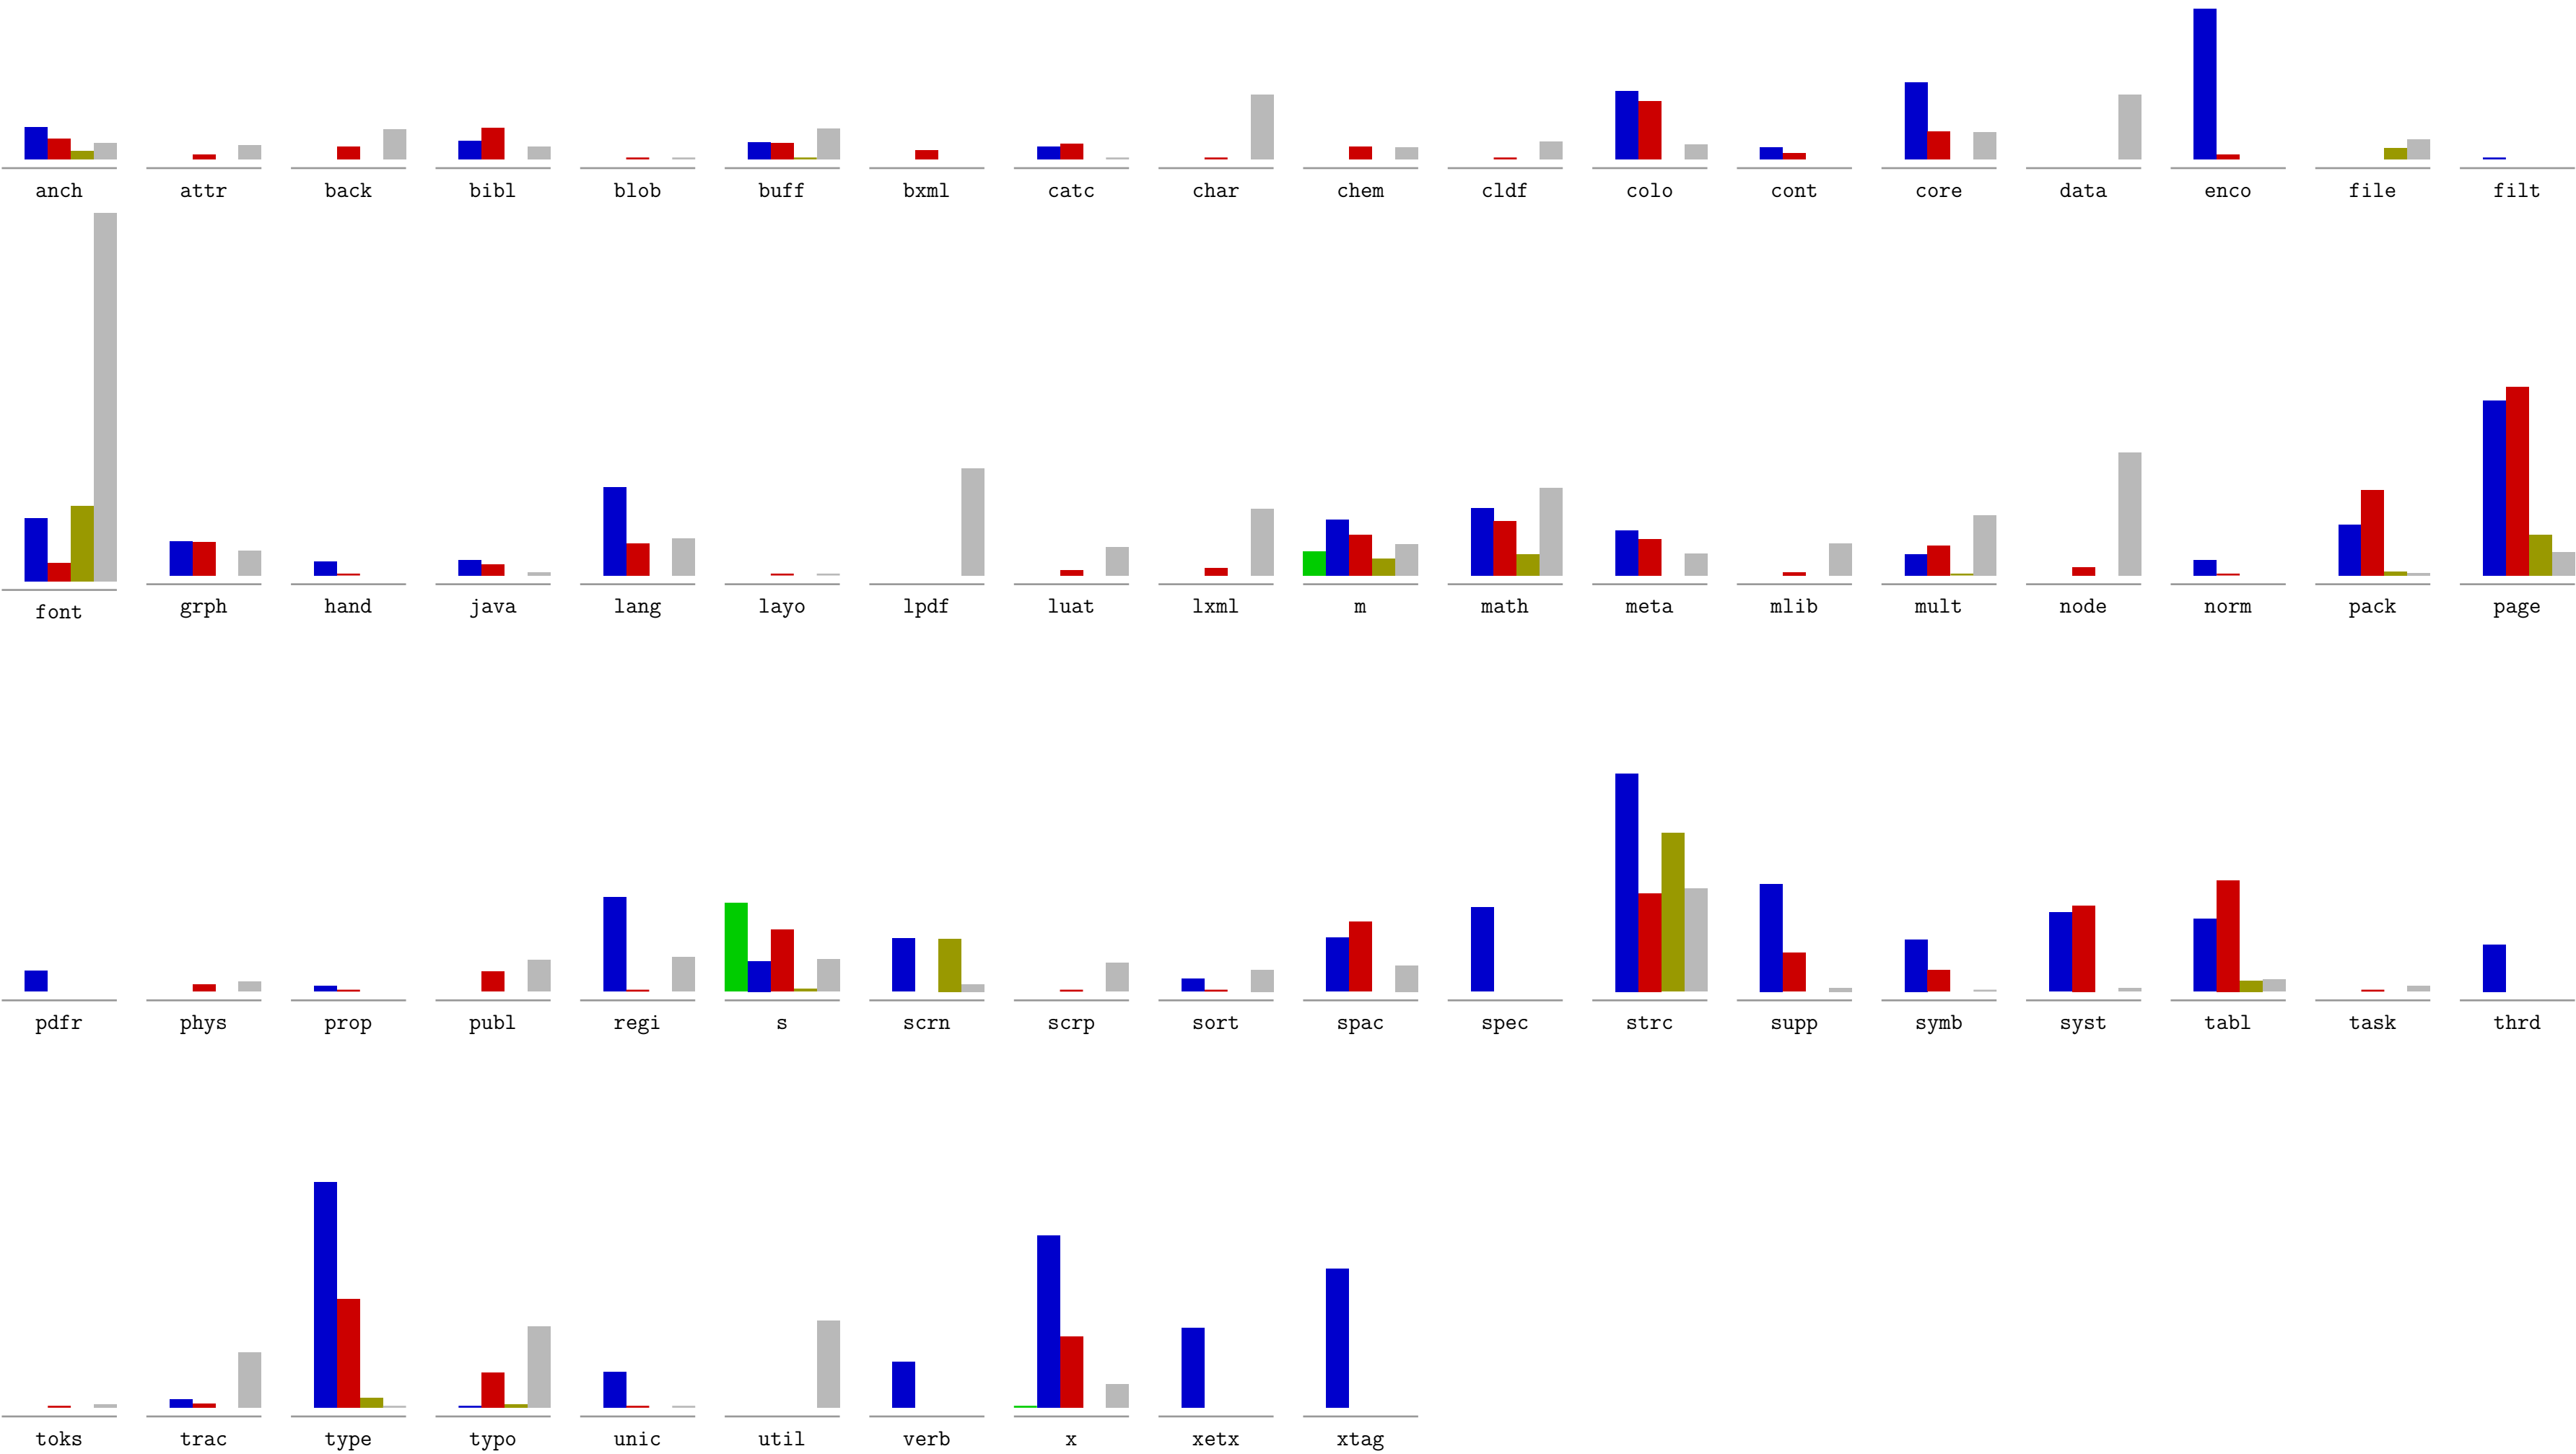 anch attr back bibl blob buff bxml catc char chem cldf colo cont core data enco file filt
font grph hand java lang layo lpdf luat lxml m math meta mlib mult node norm pack page
pdfr phys prop publ regi s scrn scrp sort spac spec strc supp symb syst tabl task thrd
toks trac type typo unic util verb x xetx xtag